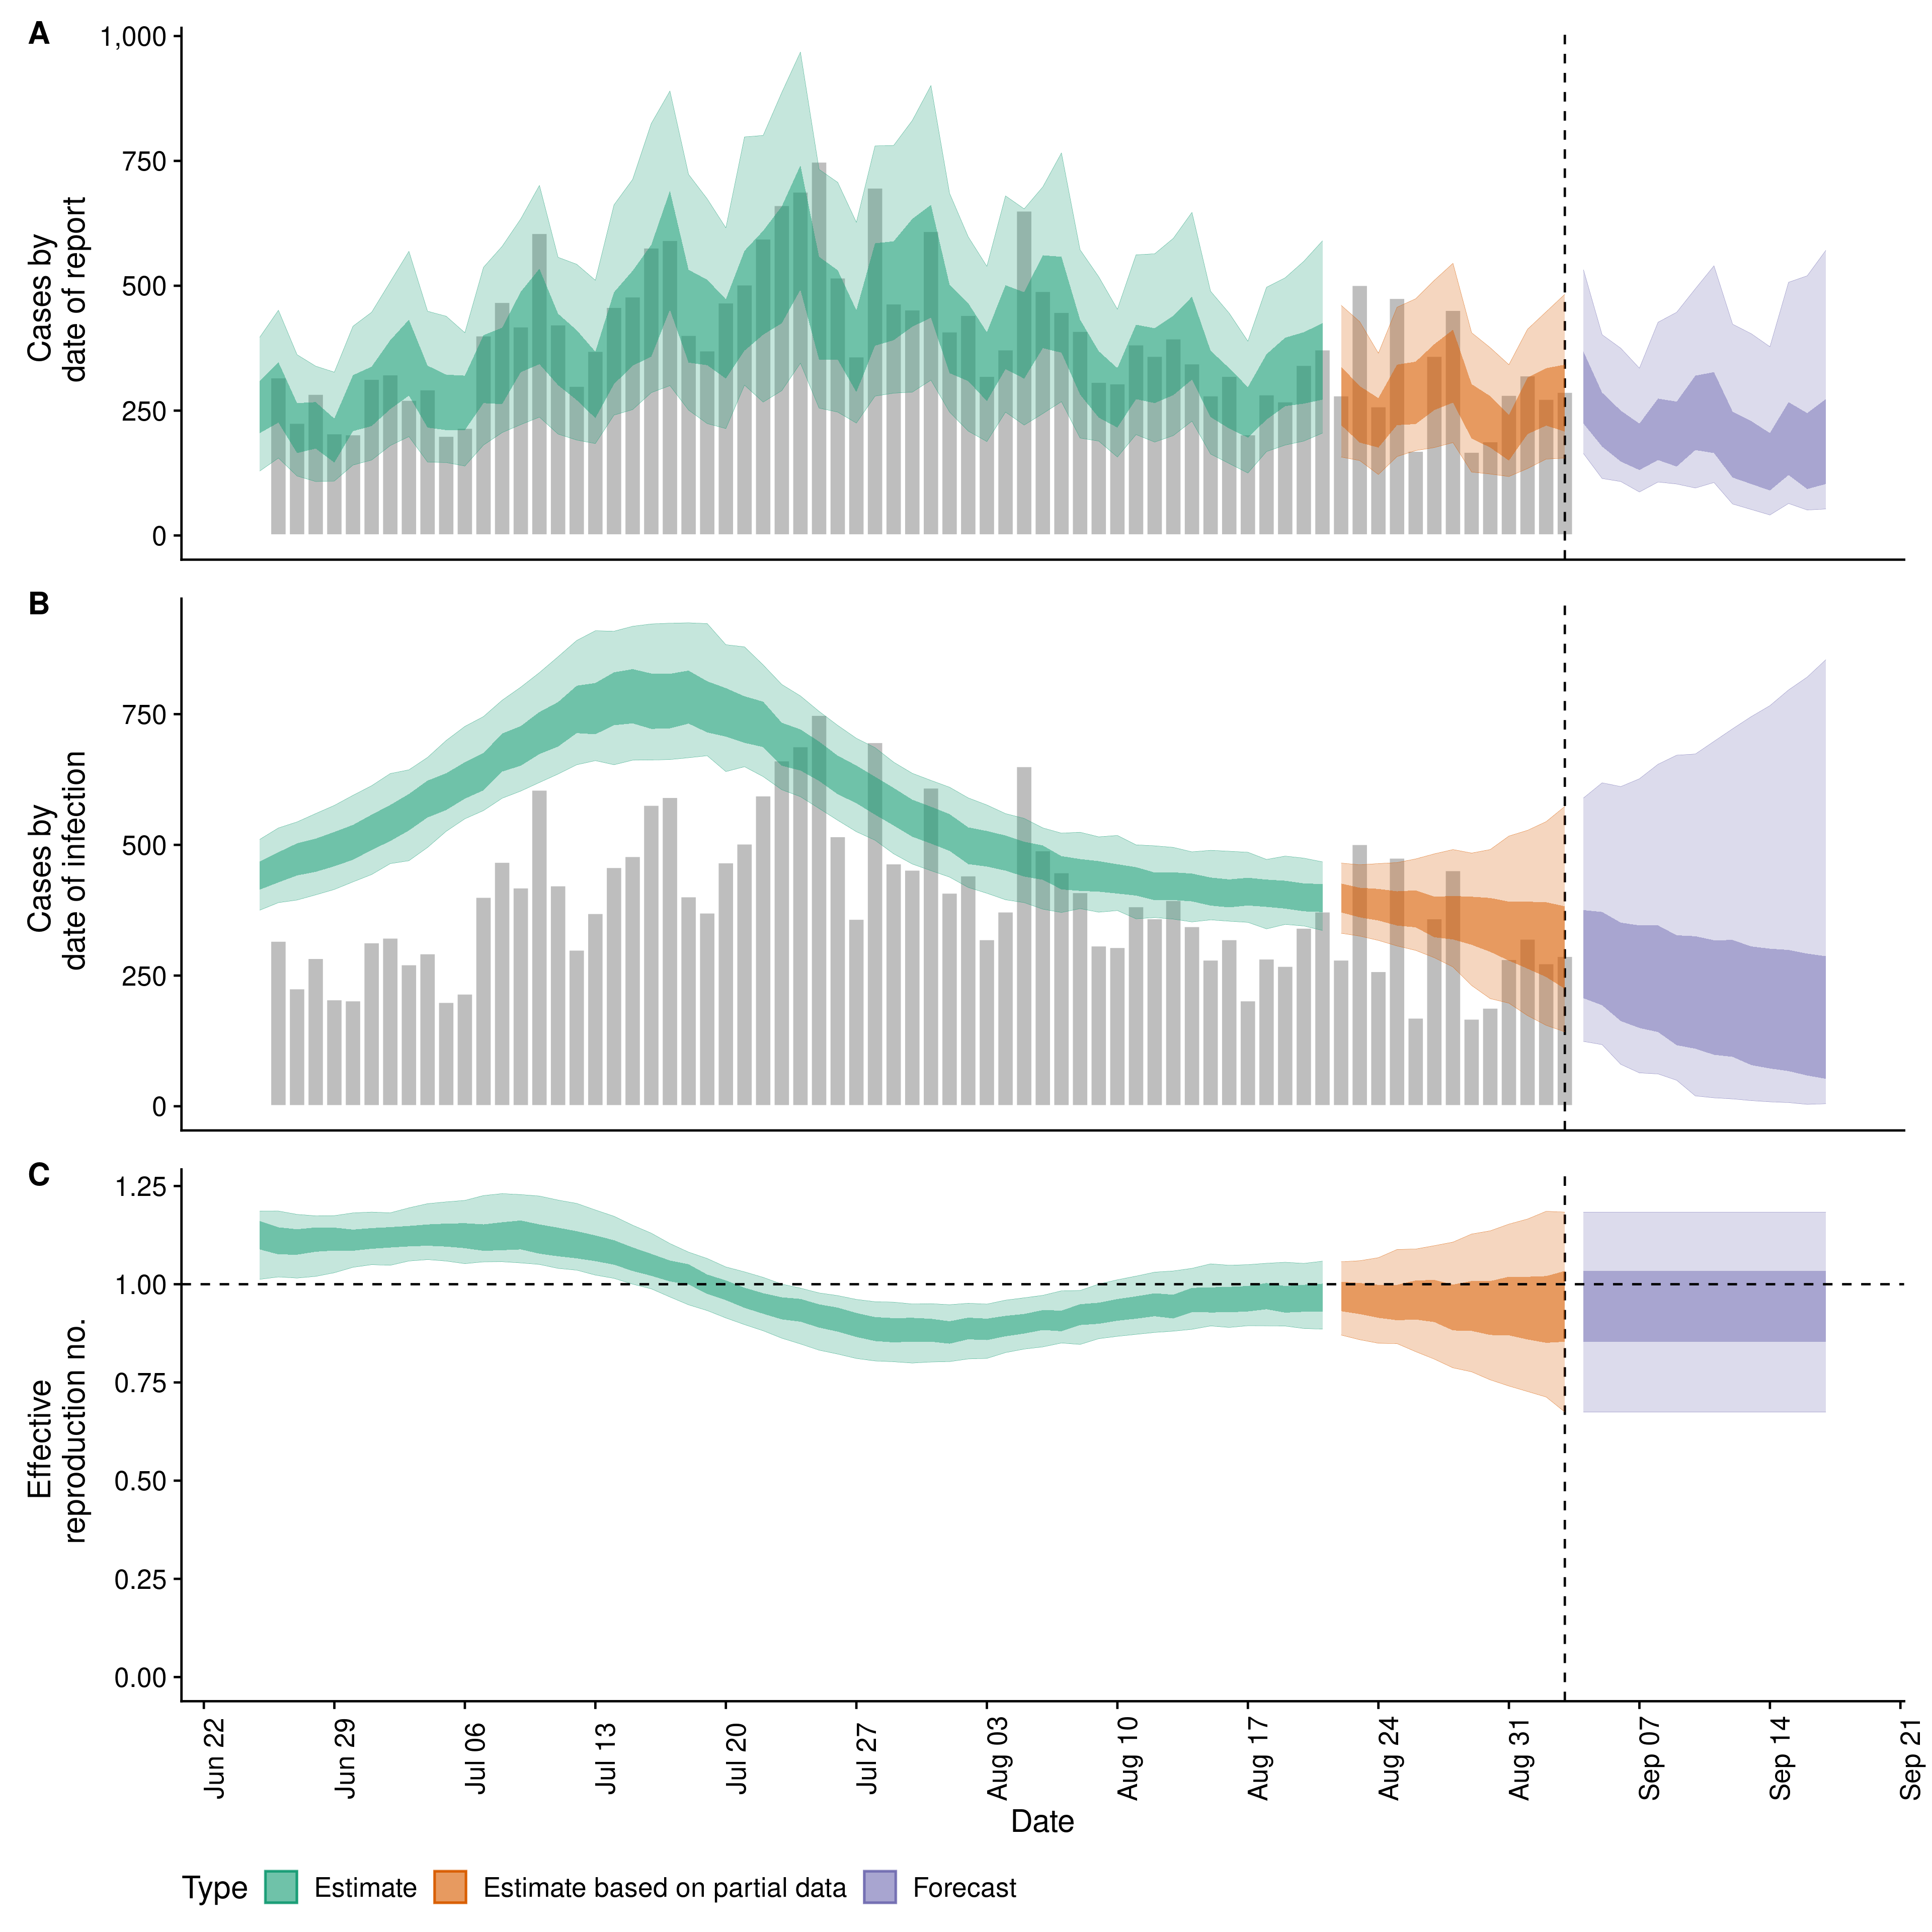 A
1,000
750
500
250
0
Cases by
date of report
B
750
500
250
0
Cases by
date of infection
C
1.25
1.00
0.75
0.50
0.25
0.00
Effective
reproduction no.
Jun 22
Jun 29
Jul 06
Jul 13
Jul 20
Jul 27
Aug 03
Aug 10
Aug 17
Aug 24
Aug 31
Sep 07
Sep 14
Sep 21
Date
Type Estimate Estimate based on partial data Forecast